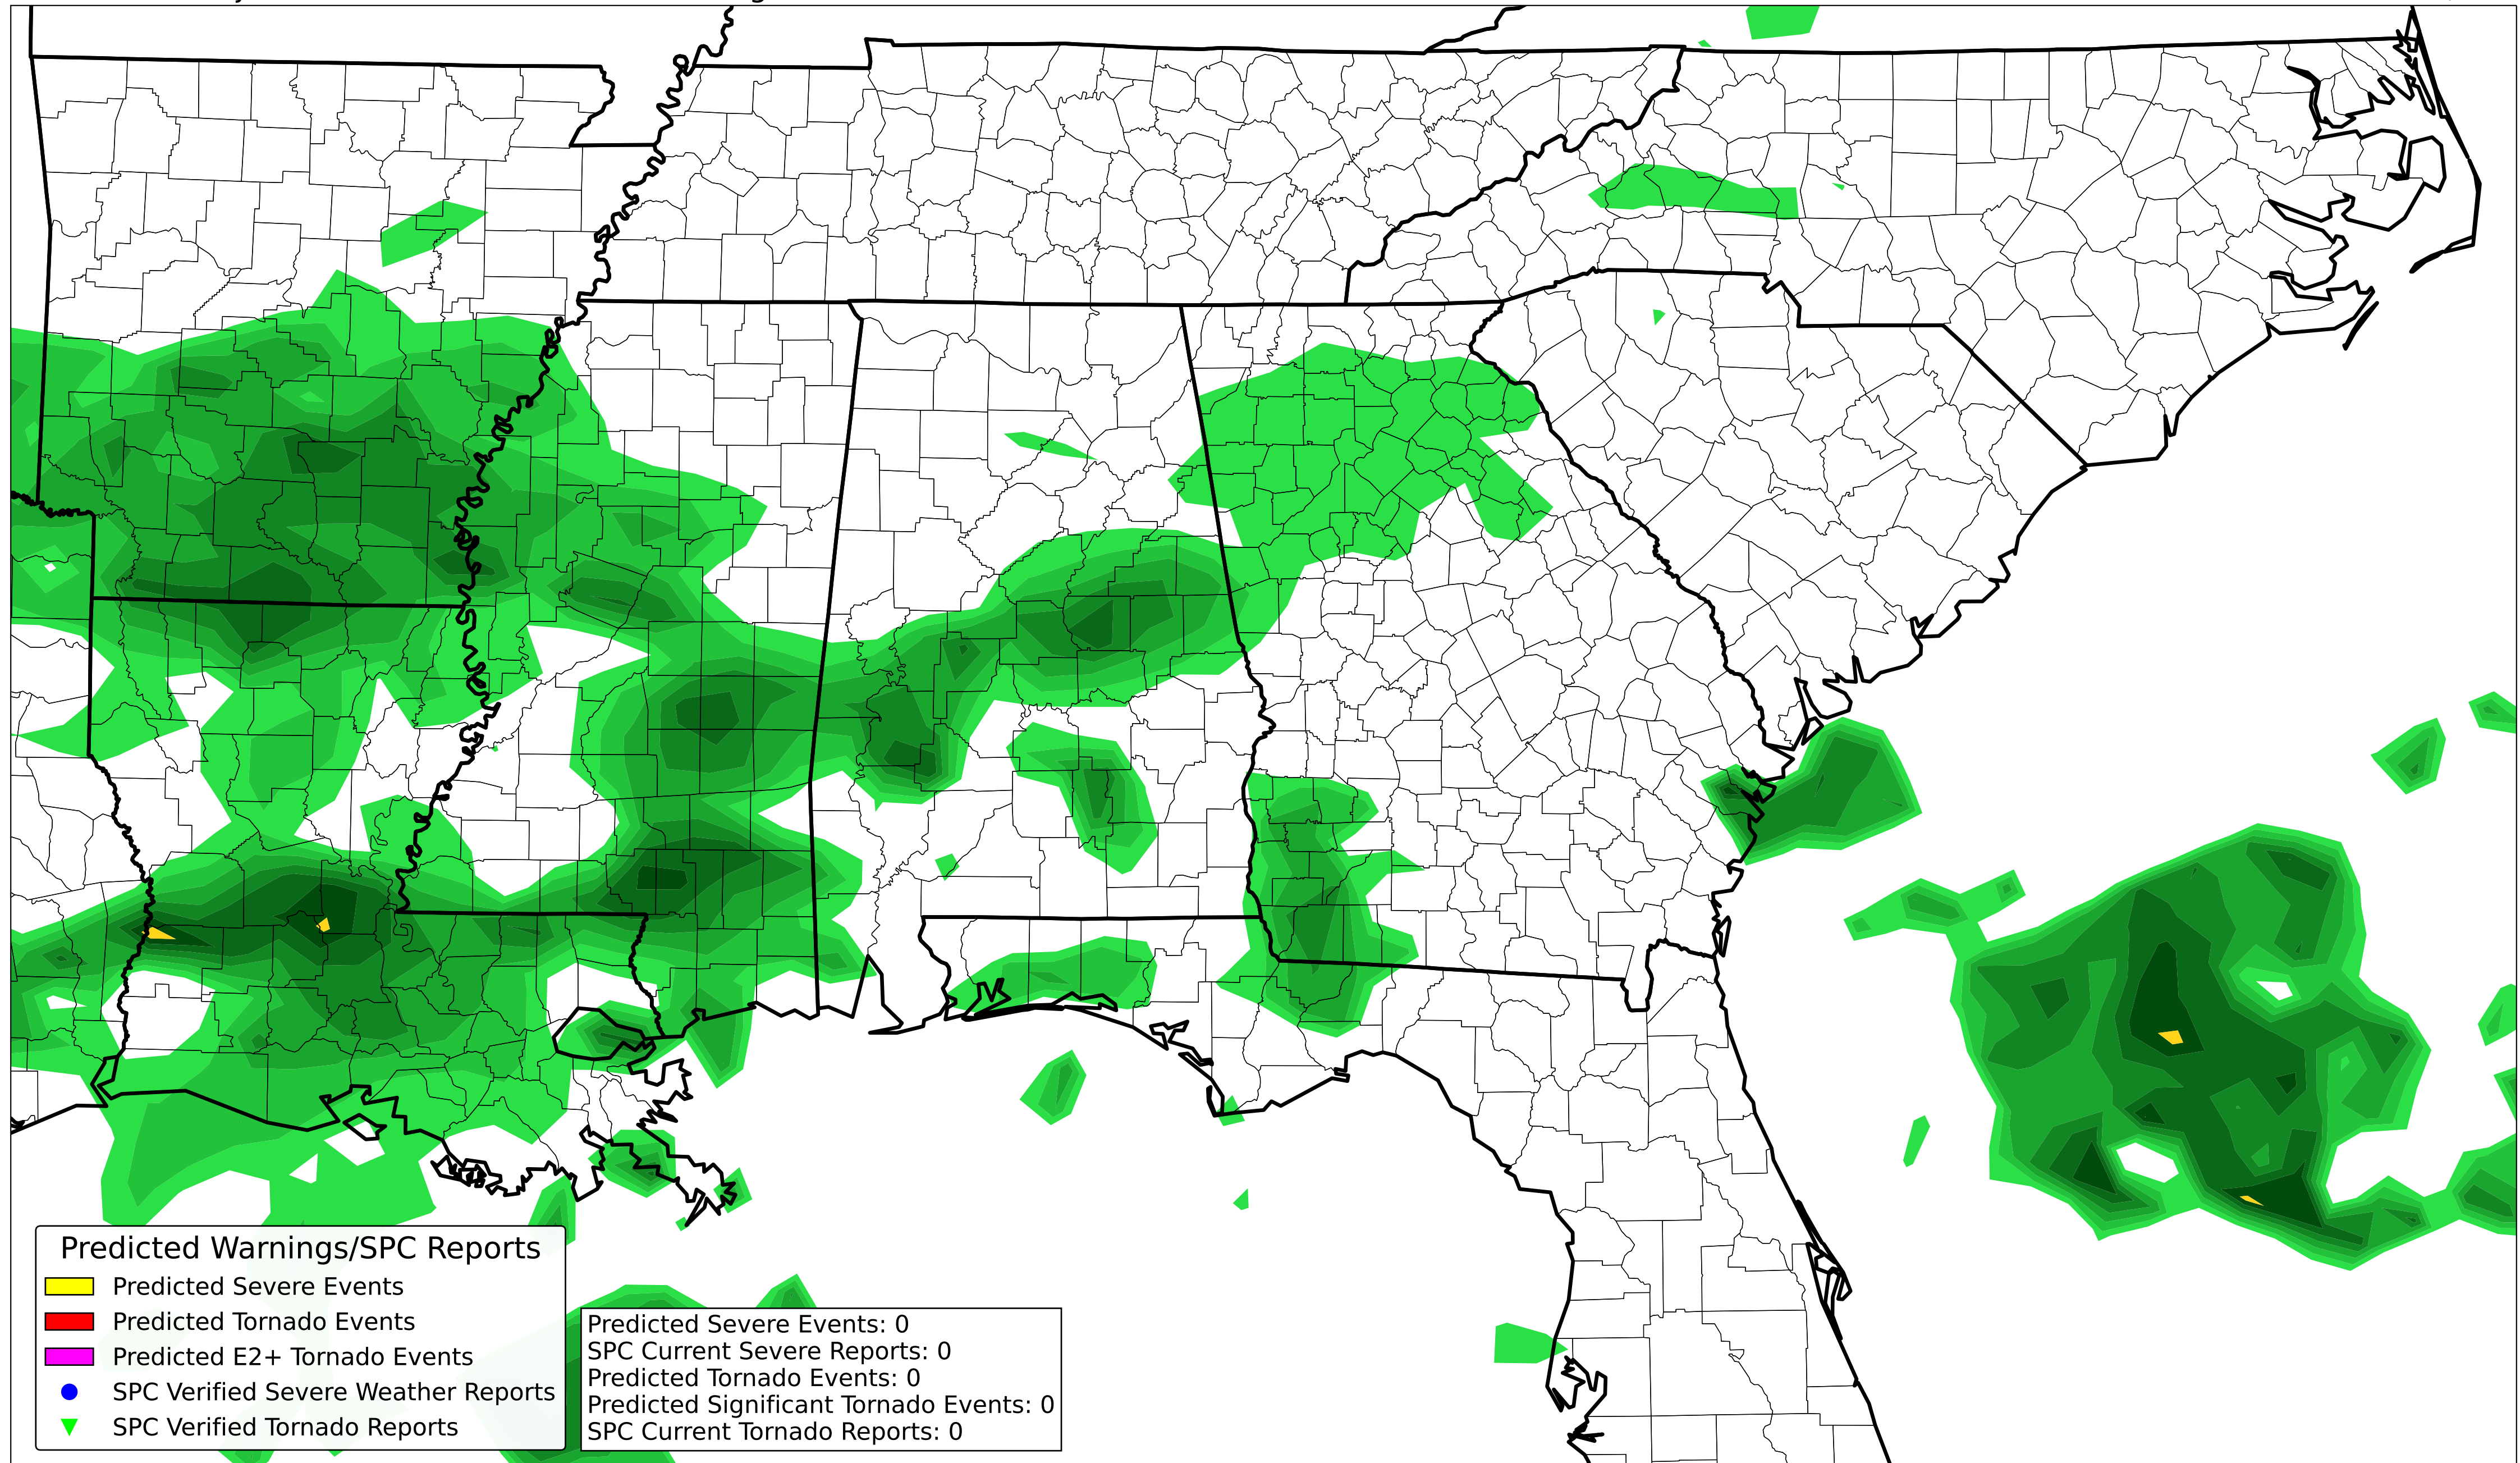 Predicted Warnings/SPC Reports
Predicted Severe Events
Predicted Tornado Events
Predicted E2+ Tornado Events
SPC Verified Severe Weather Reports
SPC Verified Tornado Reports
Predicted Severe Events: 0
SPC Current Severe Reports: 0
Predicted Tornado Events: 0
Predicted Significant Tornado Events: 0
SPC Current Tornado Reports: 0